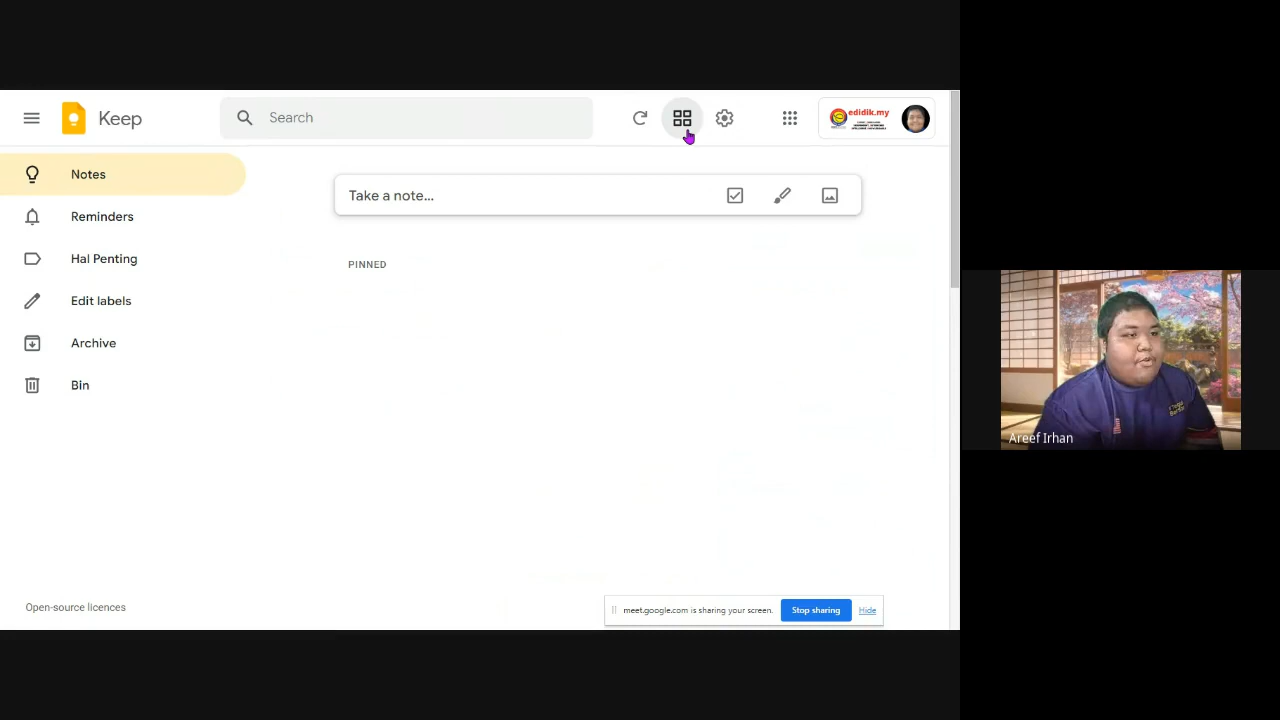 Keep
Search
edidik.my
Notes
Take a note...
Reminders
Hal Penting
PINNED
Edit labels
Archive
Bin
Areef Irhan
Open-source licences
meet.google.com is sharing your screen.
Stop sharing
Hide